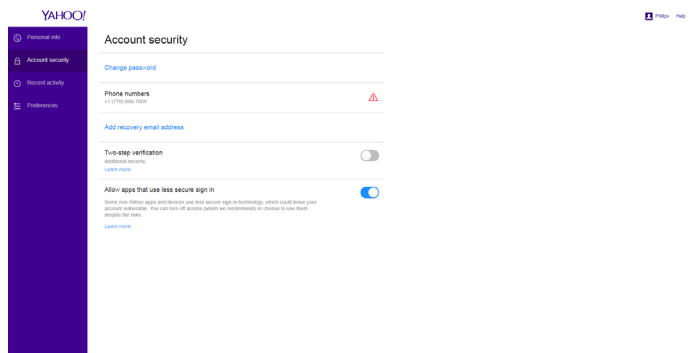 YAHOO!
Philips Help
Personal info
Account security
Recent activity
Preferences
Account security
Change password
Phone numbers
+1 (770)
Add recovery email address
Two-step verification
Additional security.
Learn more
Allow apps that use less secure sign in
Some non-Yahoo apps and devices use less secure sign-in technology, which could leave your
account vulnerable. You can turn off access (which we recommend) or choose to use them
despite the risks.
Learn more